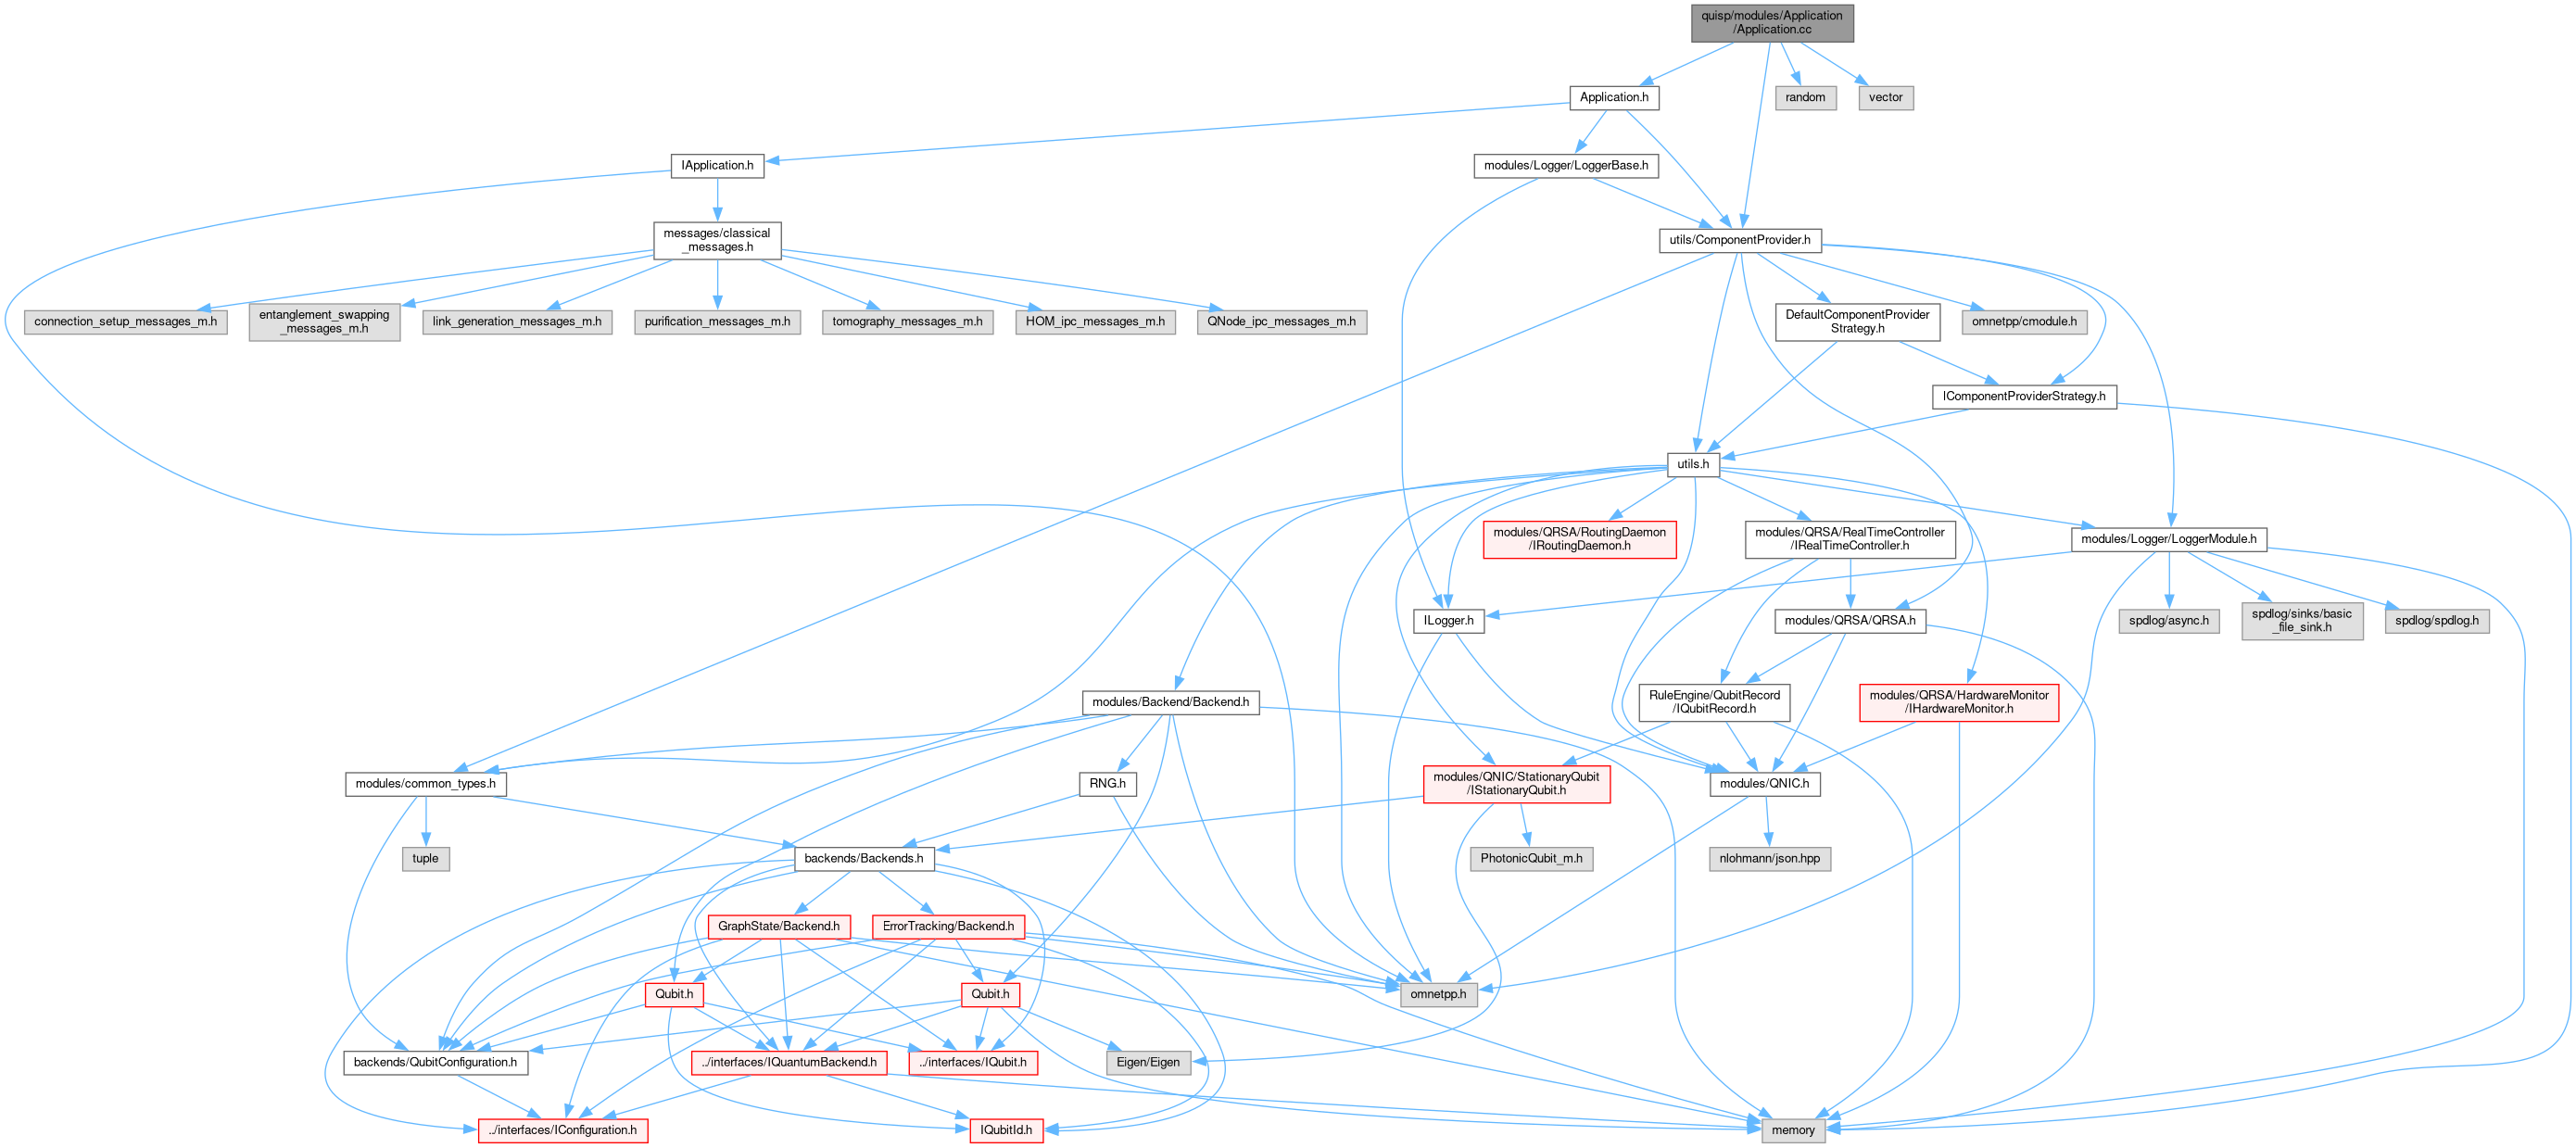 quisp/modules/Application
/Application.cc
Application.h
random
vector
IApplication.h
modules/Logger/LoggerBase.h
messages/classical
_messages.h
utils/ComponentProvider.h
connection_setup_messages_m.h
entanglement_swapping
_messages_m.h
link_generation_messages_m.h
purification_messages_m.h
tomography_messages_m.h
HOM_ipc_messages_m.h
QNode_ipc_messages_m.h
DefaultComponentProvider
Strategy.h
omnetpp/cmodule.h
IComponentProviderStrategy.h
utils.h
modules/QRSA/RoutingDaemon
/IRoutingDaemon.h
modules/QRSA/RealTimeController
/IRealTimeController.h
modules/Logger/LoggerModule.h
ILogger.h
modules/QRSA/QRSA.h
spdlog/async.h
spdlog/sinks/basic
_file_sink.h
spdlog/spdlog.h
modules/Backend/Backend.h
RuleEngine/QubitRecord
/IQubitRecord.h
modules/QRSA/HardwareMonitor
/IHardwareMonitor.h
modules/common_types.h
RNG.h
modules/QNIC/StationaryQubit
/IStationaryQubit.h
modules/QNIC.h
tuple
backends/Backends.h
PhotonicQubit_m.h
nlohmann/json.hpp
GraphState/Backend.h
ErrorTracking/Backend.h
Qubit.h
Qubit.h
omnetpp.h
backends/QubitConfiguration.h
../interfaces/IQuantumBackend.h
../interfaces/IQubit.h
Eigen/Eigen
../interfaces/IConfiguration.h
IQubitId.h
memory